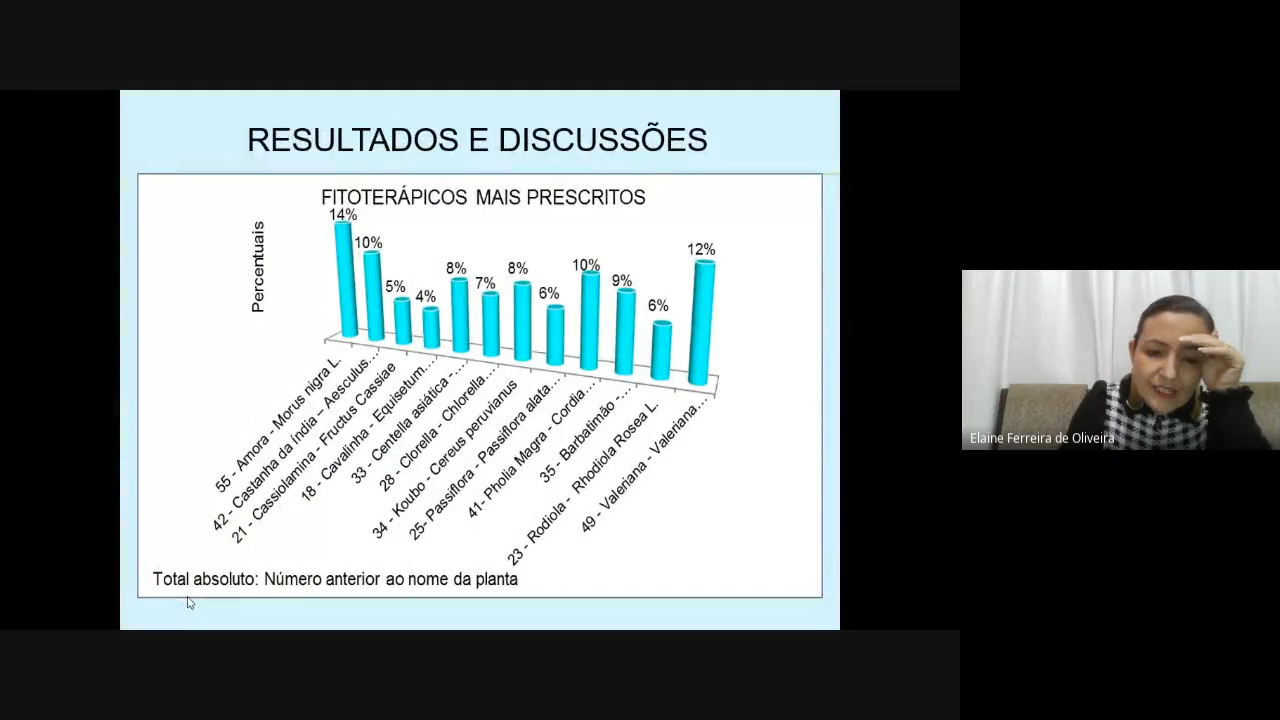 RESULTADOS E DISCUSSÕES
FITOTERÁPICOS MAIS PRESCRITOS
Percentuais
14%
10%
5%
4%
8%
7%
8%
6%
10%
9%
6%
12%
55 - Amora - Morus nigra L.
42 - Castanha da India – Aesculus...
21 - Cassiolamina - Fructus Cassiae
18 - Cavalinha - Equisetum...
33 - Centella asiática -...
28 - Clorella - Chlorella...
34 - Koubo - Cereus peruvianus
25- Passiflora - Passiflora alata...
41- Pholia Magra - Cordia...
35 - Barbatimão -...
23 - Rodiola - Rhodiola Rosea L.
49 - Valeriana - Valeriana...
Total absoluto: Número anterior ao nome da planta
Elaine Ferreira de Oliveira